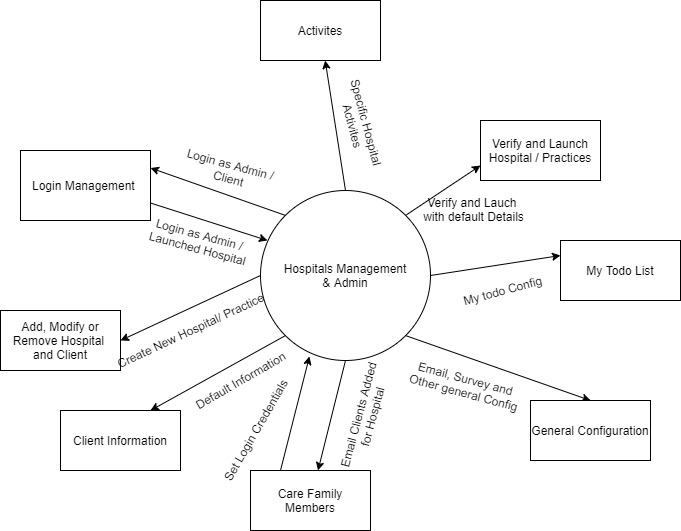 Activites
Specific Hospital
Activites
Verify and Launch
Hospital / Practices
Login as Admin /
Client
Login Management
Verify and Lauch
with default Details
Login as Admin /
Launched Hospital
Hospitals Management
& Admin
My Todo List
My todo Config
Add, Modify or
Remove Hospital
and Client
Create New Hospital/ Practice
Default Information
Email, Survey and
Other general Config
Client Information
Set Login Credentials
Email Clients Added
for Hospital
General Configuration
Care Family
Members